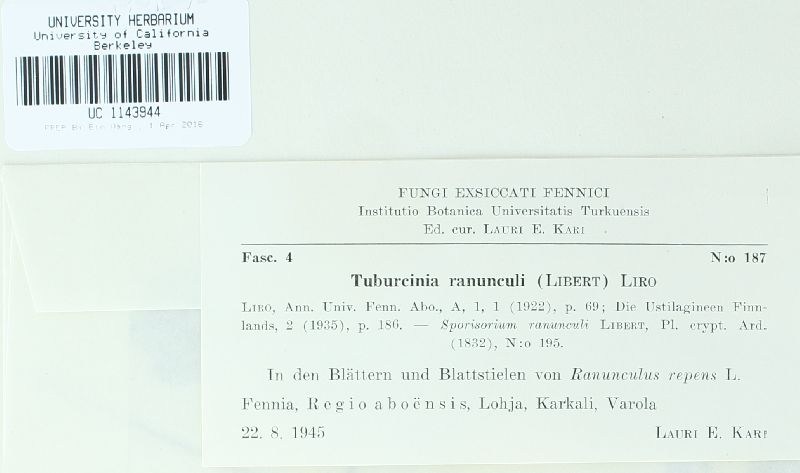 UNIVERSITY HERBARIUM
University of California
Berkeley
UC 1143944
1 Apr 2016
FUNGI EXSICCATI FENNICI
Institutio Botanica Universitatis Turkuensis
Ed. cur. LAURI E. KARI
Fasc. 4 N:o 187
Tuburcinia ranunculi (LIBERT) LIRO
LIRO, Ann. Univ. Fenn. Abo., A, 1, 1 (1922), p. 69; Die Ustilagineen Finn-
lands, 2 (1935), p. 186. — Sporisorium ranunculi LIBERT, Pl. crypt. Ard.
(1832), N:o 195.
In den Blättern und Blattstielen von Ranunculus repens L.
Fennia, Regio aboënsis, Lohja, Karkali, Varola
22. 8. 1945 LAURI E. KARI